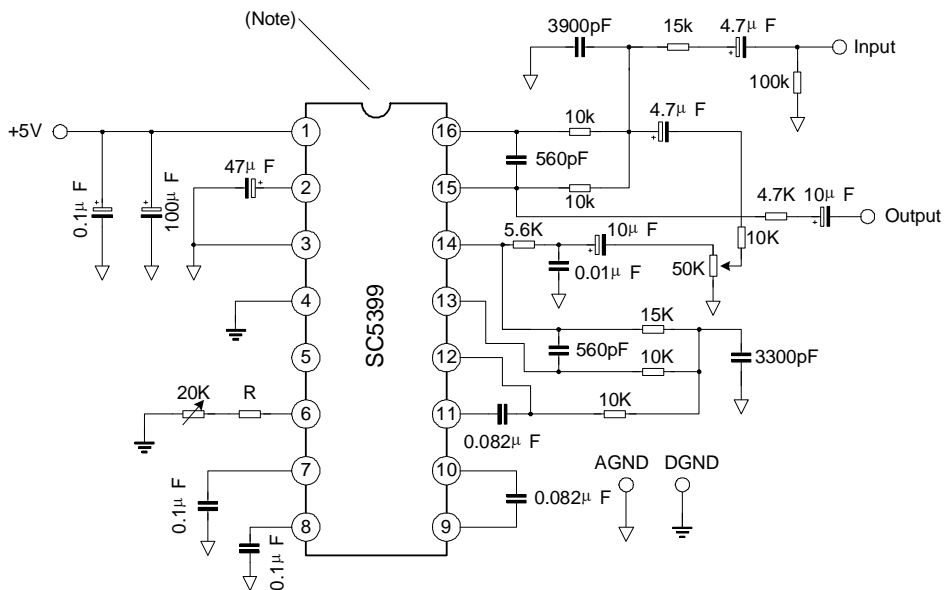 (Note)
3900pF
15k
4.7μ F
Input
100k
+5V
1
16
10k
4.7μ F
560pF
47μ F
2
15
10k
4.7K
10μ F
Output
0.1μ F
100μ F
3
14
5.6K
10μ F
10K
0.01μ F
50K
4
13
15K
SC5399
560pF
3300pF
5
12
10K
20K
R
6
11
10K
0.082μ F
7
10
AGND
DGND
0.1μ F
0.082μ F
8
9
0.1μ F